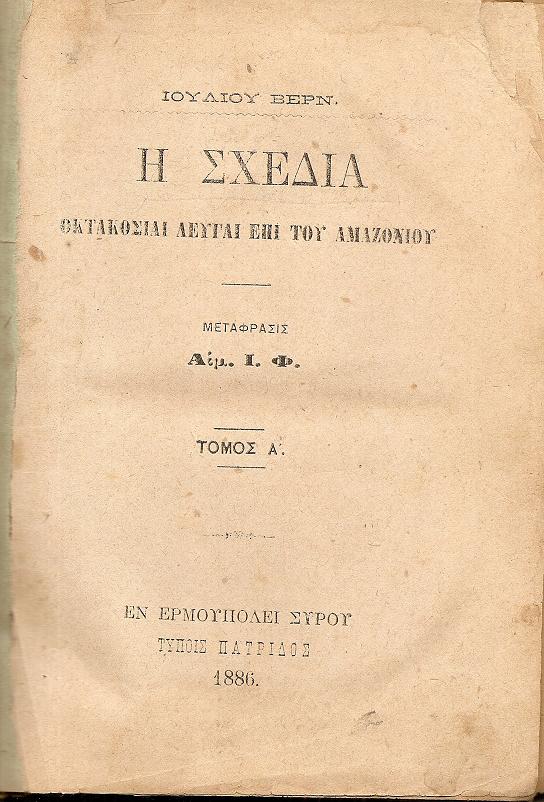 ΙΟΥΛΙΟΥ ΒΕΡΝ.
Η ΣΧΕΔΙΑ
ΟΚΤΑΚΟΣΙΑΙ ΛΕΥΓΑΙ ΕΠΙ ΤΟΥ ΑΜΑΖΟΝΙΟΥ
ΜΕΤΑΦΡΑΣΙΣ
Αἰμ. Ι. Φ.
ΤΟΜΟΣ Α΄.
ΕΝ ΕΡΜΟΥΠΟΛΕΙ ΣΥΡΟΥ
ΤΥΠΟΙΣ ΠΑΤΡΙΔΟΣ
1886.